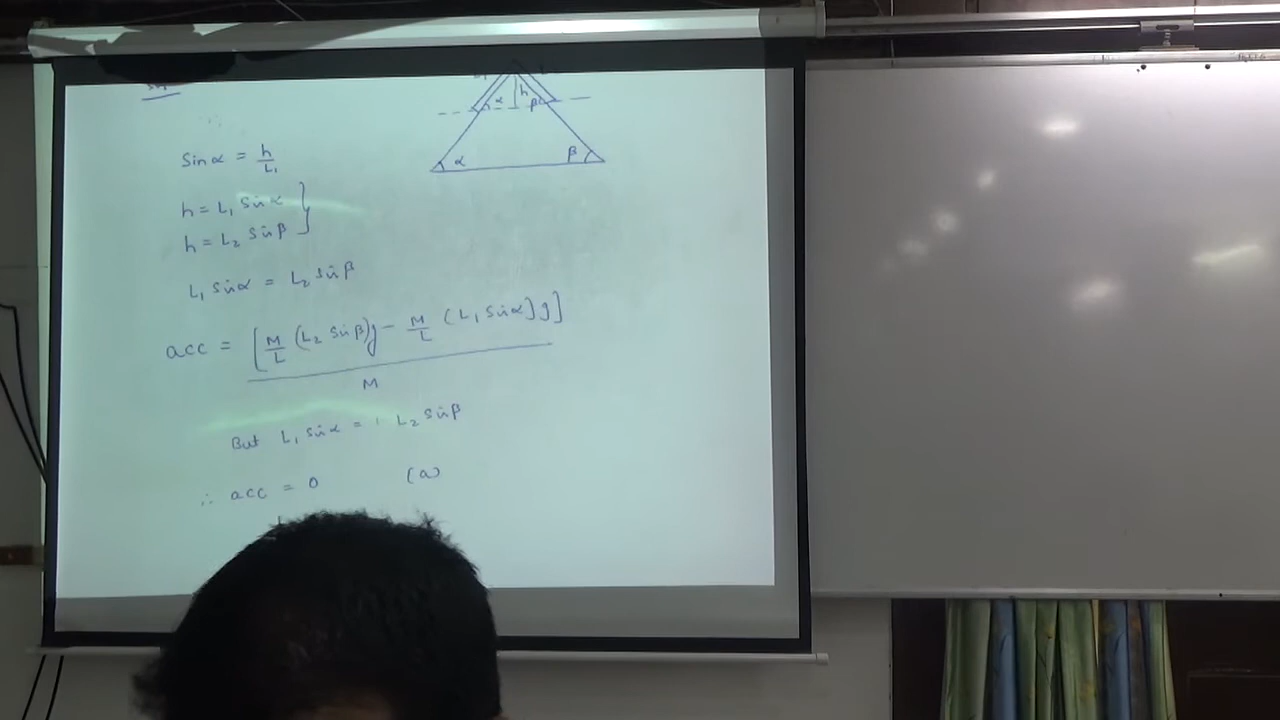 h
α
β
α
β
Sin α = h/L₁
h = L₁ Sin α
h = L₂ Sin β
L₁ Sin α = L₂ Sin β
acc = [M/L (L₂ Sin β)g - M/L (L₁ Sin α)g] / M
But L₁ Sin α = L₂ Sin β
∴ acc = 0 (a)